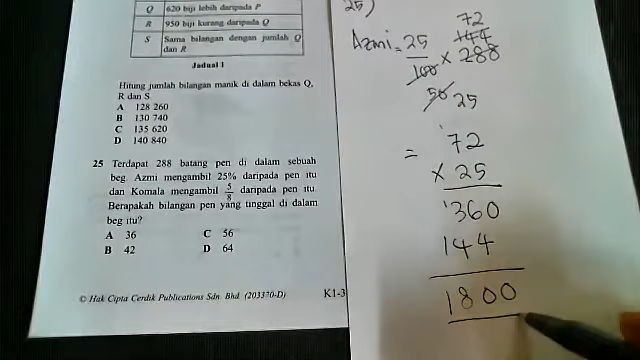 Q 620 biji lebih daripada P
R 950 biji kurang daripada Q
S Sama bilangan dengan jumlah Q
dan R
Jadual 1
Hitung jumlah bilangan manik di dalam bekas Q,
R dan S.
A 128 260
B 130 740
C 135 620
D 140 840
25 Terdapat 288 batang pen di dalam sebuah
beg. Azmi mengambil 25% daripada pen itu
dan Komala mengambil 5/8 daripada pen itu.
Berapakah bilangan pen yang tinggal di dalam
beg itu?
A 36 C 56
B 42 D 64
© Hak Cipta Cerdik Publications Sdn. Bhd. (203370-D) K1-3
25)
72
144
Azmi = 25/100 × 288
50
25
= 72
× 25
360
144
1800